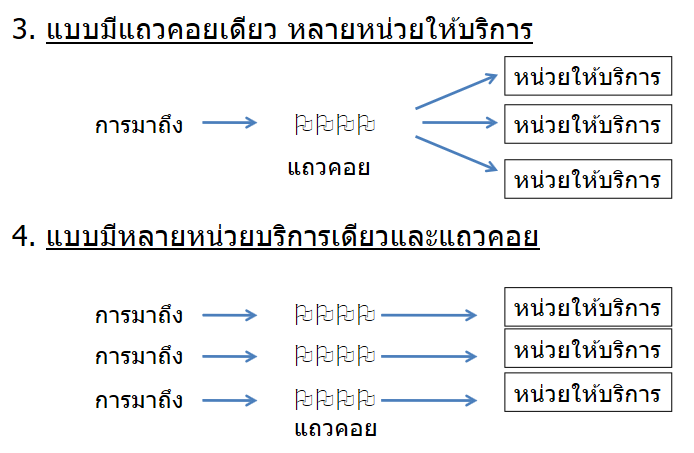 3. แบบมีแถวคอยเดียว หลายหน่วยให้บริการ
หน่วยให้บริการ
การมาถึง
หน่วยให้บริการ
แถวคอย
หน่วยให้บริการ
4. แบบมีหลายหน่วยบริการเดียวและแถวคอย
การมาถึง
หน่วยให้บริการ
การมาถึง
หน่วยให้บริการ
การมาถึง
หน่วยให้บริการ
แถวคอย